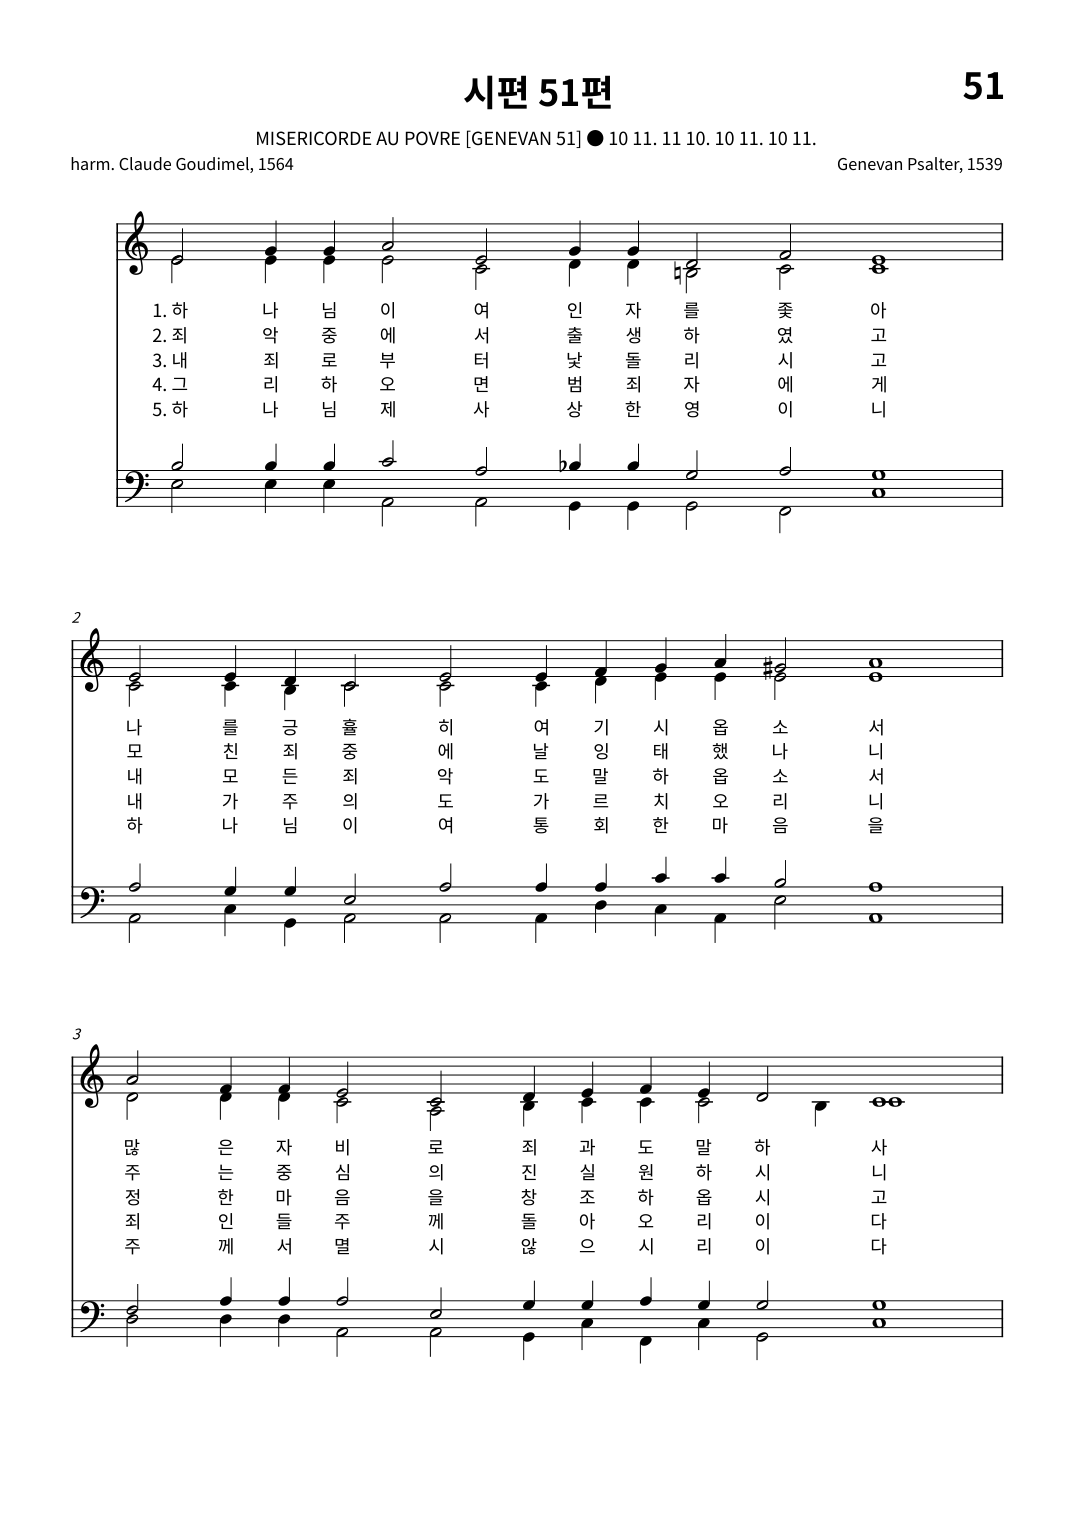 시편 51편
51
MISERICORDE AU POVRE [GENEVAN 51] ● 10 11. 11 10. 10 11. 10 11.
harm. Claude Goudimel, 1564
Genevan Psalter, 1539
1. 하 나 님 이 여 인 자 를 좇 아
2. 죄 악 중 에 서 출 생 하 였 고
3. 내 죄 로 부 터 낯 돌 리 시 고
4. 그 리 하 오 면 범 죄 자 에 게
5. 하 나 님 제 사 상 한 영 이 니
2
나 를 긍 휼 히 여 기 시 옵 소 서
모 친 죄 중 에 날 잉 태 했 나 니
내 모 든 죄 악 도 말 하 옵 소 서
내 가 주 의 도 가 르 치 오 리 니
하 나 님 이 여 통 회 한 마 음 을
3
많 은 자 비 로 죄 과 도 말 하 사
주 는 중 심 의 진 실 원 하 시 니
정 한 마 음 을 창 조 하 옵 시 고
죄 인 들 주 께 돌 아 오 리 이 다
주 께 서 멸 시 않 으 시 리 이 다